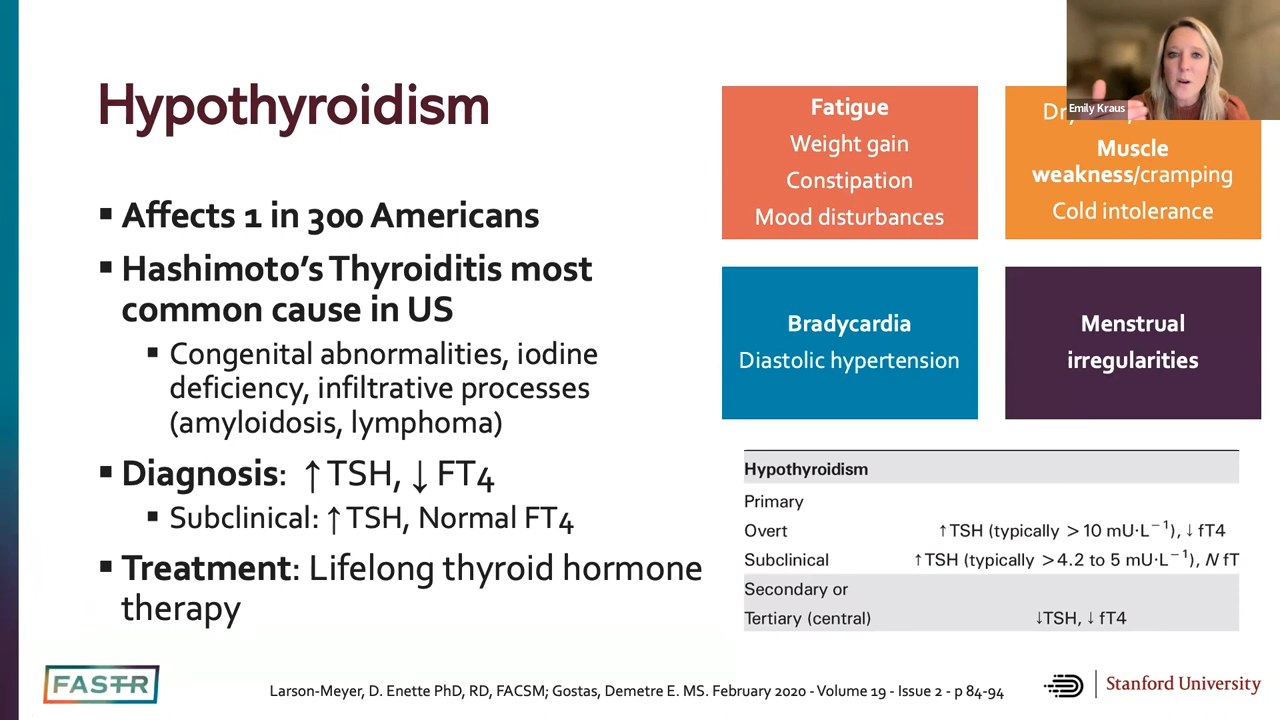 Hypothyroidism
▪ Affects 1 in 300 Americans
▪ Hashimoto's Thyroiditis most
common cause in US
▪ Congenital abnormalities, iodine
deficiency, infiltrative processes
(amyloidosis, lymphoma)
▪ Diagnosis: ↑TSH, ↓ FT4
▪ Subclinical: ↑TSH, Normal FT4
▪ Treatment: Lifelong thyroid hormone
therapy
Fatigue
Weight gain
Constipation
Mood disturbances
Emily Kraus
Muscle
weakness/cramping
Cold intolerance
Bradycardia
Diastolic hypertension
Menstrual
irregularities
Hypothyroidism
Primary
Overt ↑TSH (typically >10 mU·L⁻¹), ↓ fT4
Subclinical ↑TSH (typically >4.2 to 5 mU·L⁻¹), N fT
Secondary or
Tertiary (central) ↓TSH, ↓ fT4
FASTR
Larson-Meyer, D. Enette PhD, RD, FACSM; Gostas, Demetre E. MS. February 2020 - Volume 19 - Issue 2 - p 84-94
Stanford University